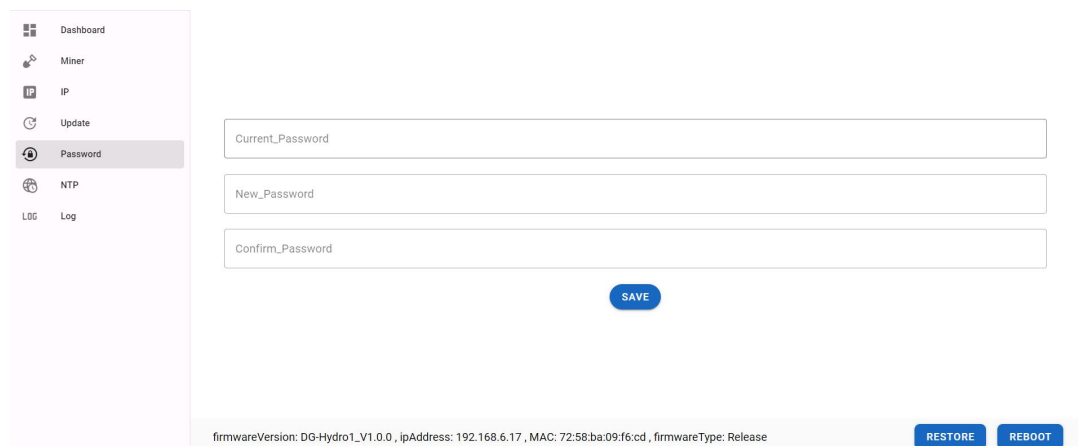 Dashboard
Miner
IP IP
Update
Password
NTP
LOG Log
Current_Password
New_Password
Confirm_Password
SAVE
firmwareVersion: DG-Hydro1_V1.0.0 , ipAddress: 192.168.6.17 , MAC: 72:58:ba:09:f6:cd , firmwareType: Release
RESTORE REBOOT